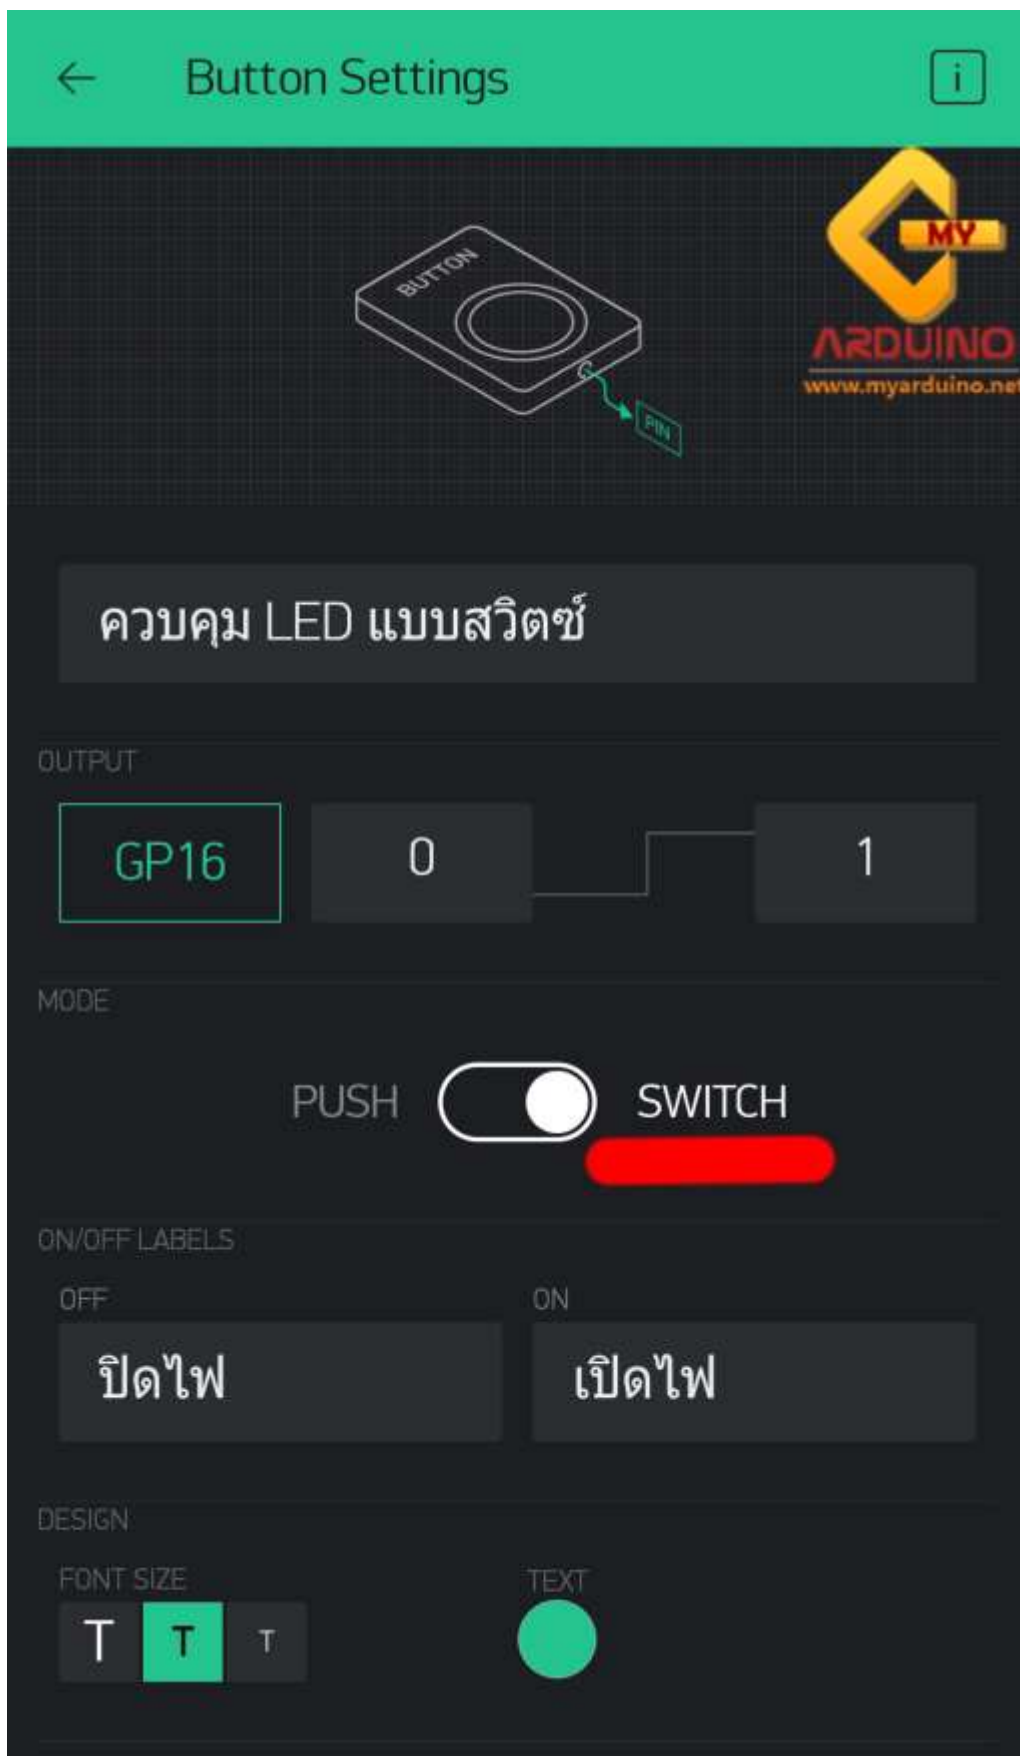 Button Settings
i
BUTTON
PIN
MY
ARDUINO
www.myarduino.net
ควบคุม LED แบบสวิตซ์
OUTPUT
GP16 0 1
MODE
PUSH SWITCH
ON/OFF LABELS
OFF ON
ปิดไฟ เปิดไฟ
DESIGN
FONT SIZE TEXT
T T T